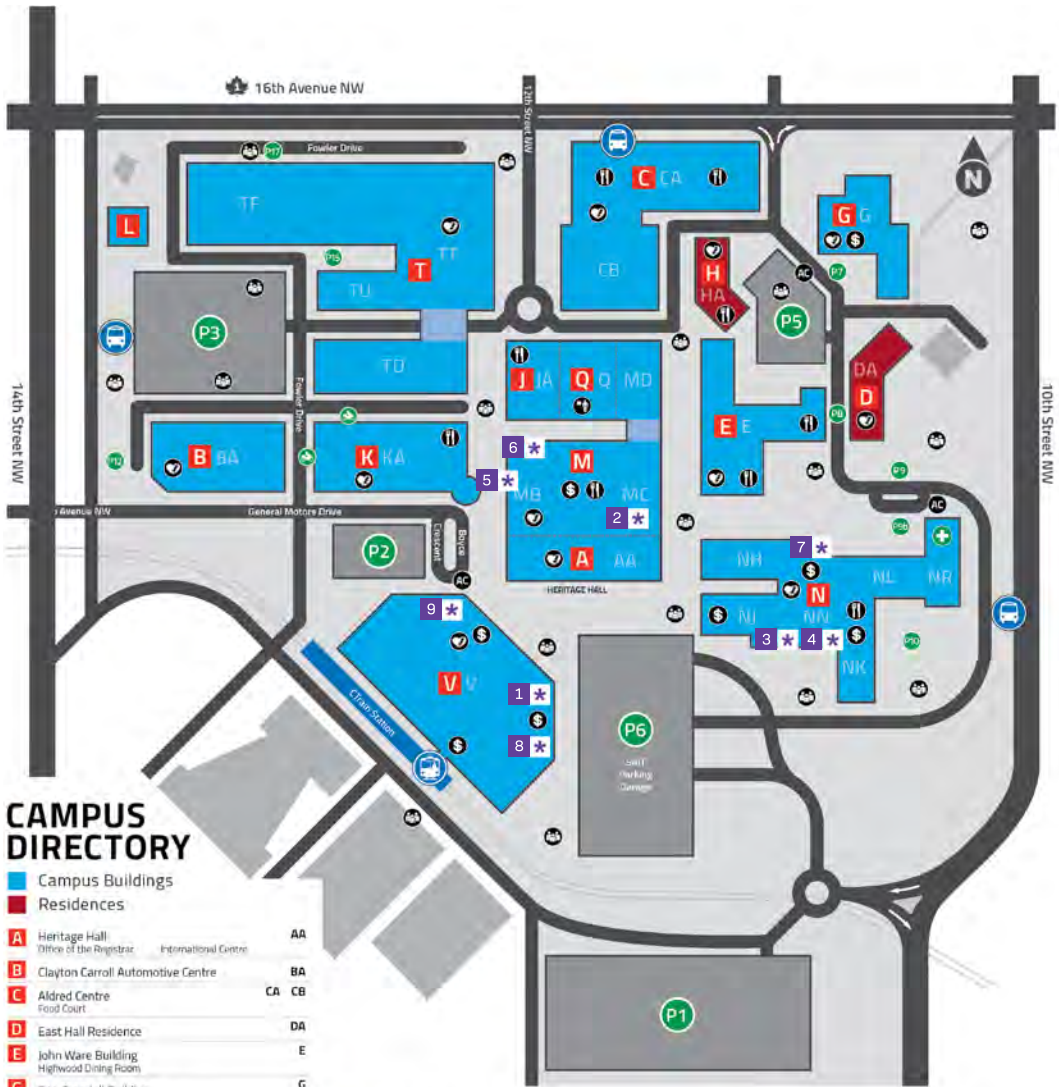 16th Avenue NW
12th Street NW
P17
Fowler Drive
C CA
N
TF
G G
L
TT
P15
T
CB
H
AC
P7
TU
HA
P3
P5
TD
DA
J JA
Q Q
MD
D
14th Street NW
Fowler Drive
10th Street NW
P8
E E
6 *
B BA
K KA
M
P12
5 *
MB
MC
P9
2 *
AC
Avenue NW
General Motors Drive
Crescent
Boyce
P2
7 *
A AA
NH
NL
NR
AC
HERITAGE HALL
N
9 *
NJ
NN
3 *
4 *
P10
NK
V V
1 *
CTrain Station
P6
SAIT
Parking
Garage
8 *
CAMPUS
DIRECTORY
Campus Buildings
Residences
A Heritage Hall AA
Office of the Registrar International Centre
B Clayton Carroll Automotive Centre BA
C Aldred Centre CA CB
Food Court
D East Hall Residence DA
E John Ware Building E
Highwood Dining Room
G
P1